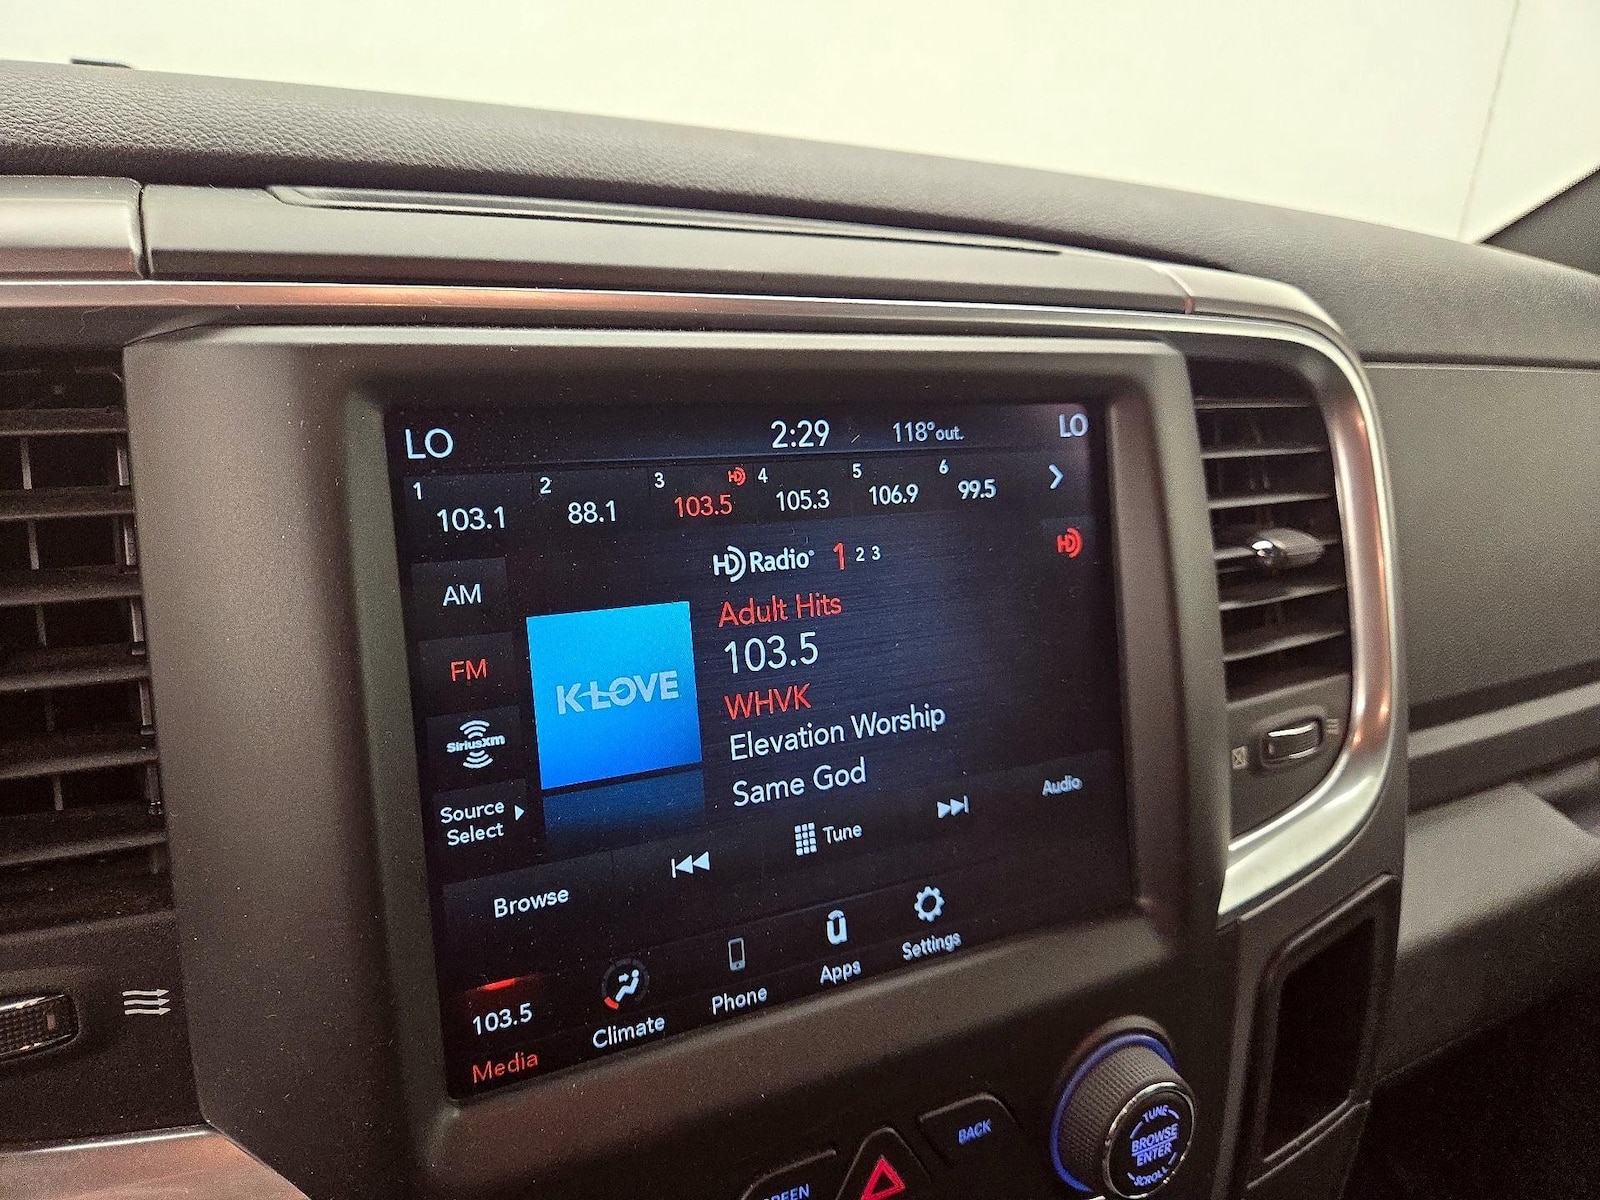 LO 2:29 118° out. LO
1 103.1 2 88.1 3 103.5 HD 4 105.3 5 106.9 6 99.5
HD Radio 1 2 3 HD
AM
Adult Hits
103.5
FM
K-LOVE
WHVK
Elevation Worship
SiriusXM
Same God
Source
Select
Audio
Tune
Browse
Settings
Apps
Phone
Climate
103.5
Media
BACK
TUNE
BROWSE
ENTER
SCROLL